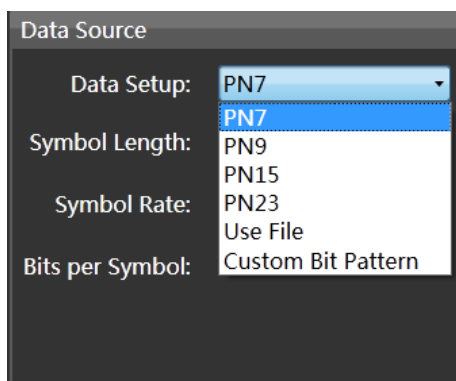 Data Source
Data Setup: PN7
PN7
Symbol Length: PN9
PN15
Symbol Rate: PN23
Use File
Bits per Symbol: Custom Bit Pattern